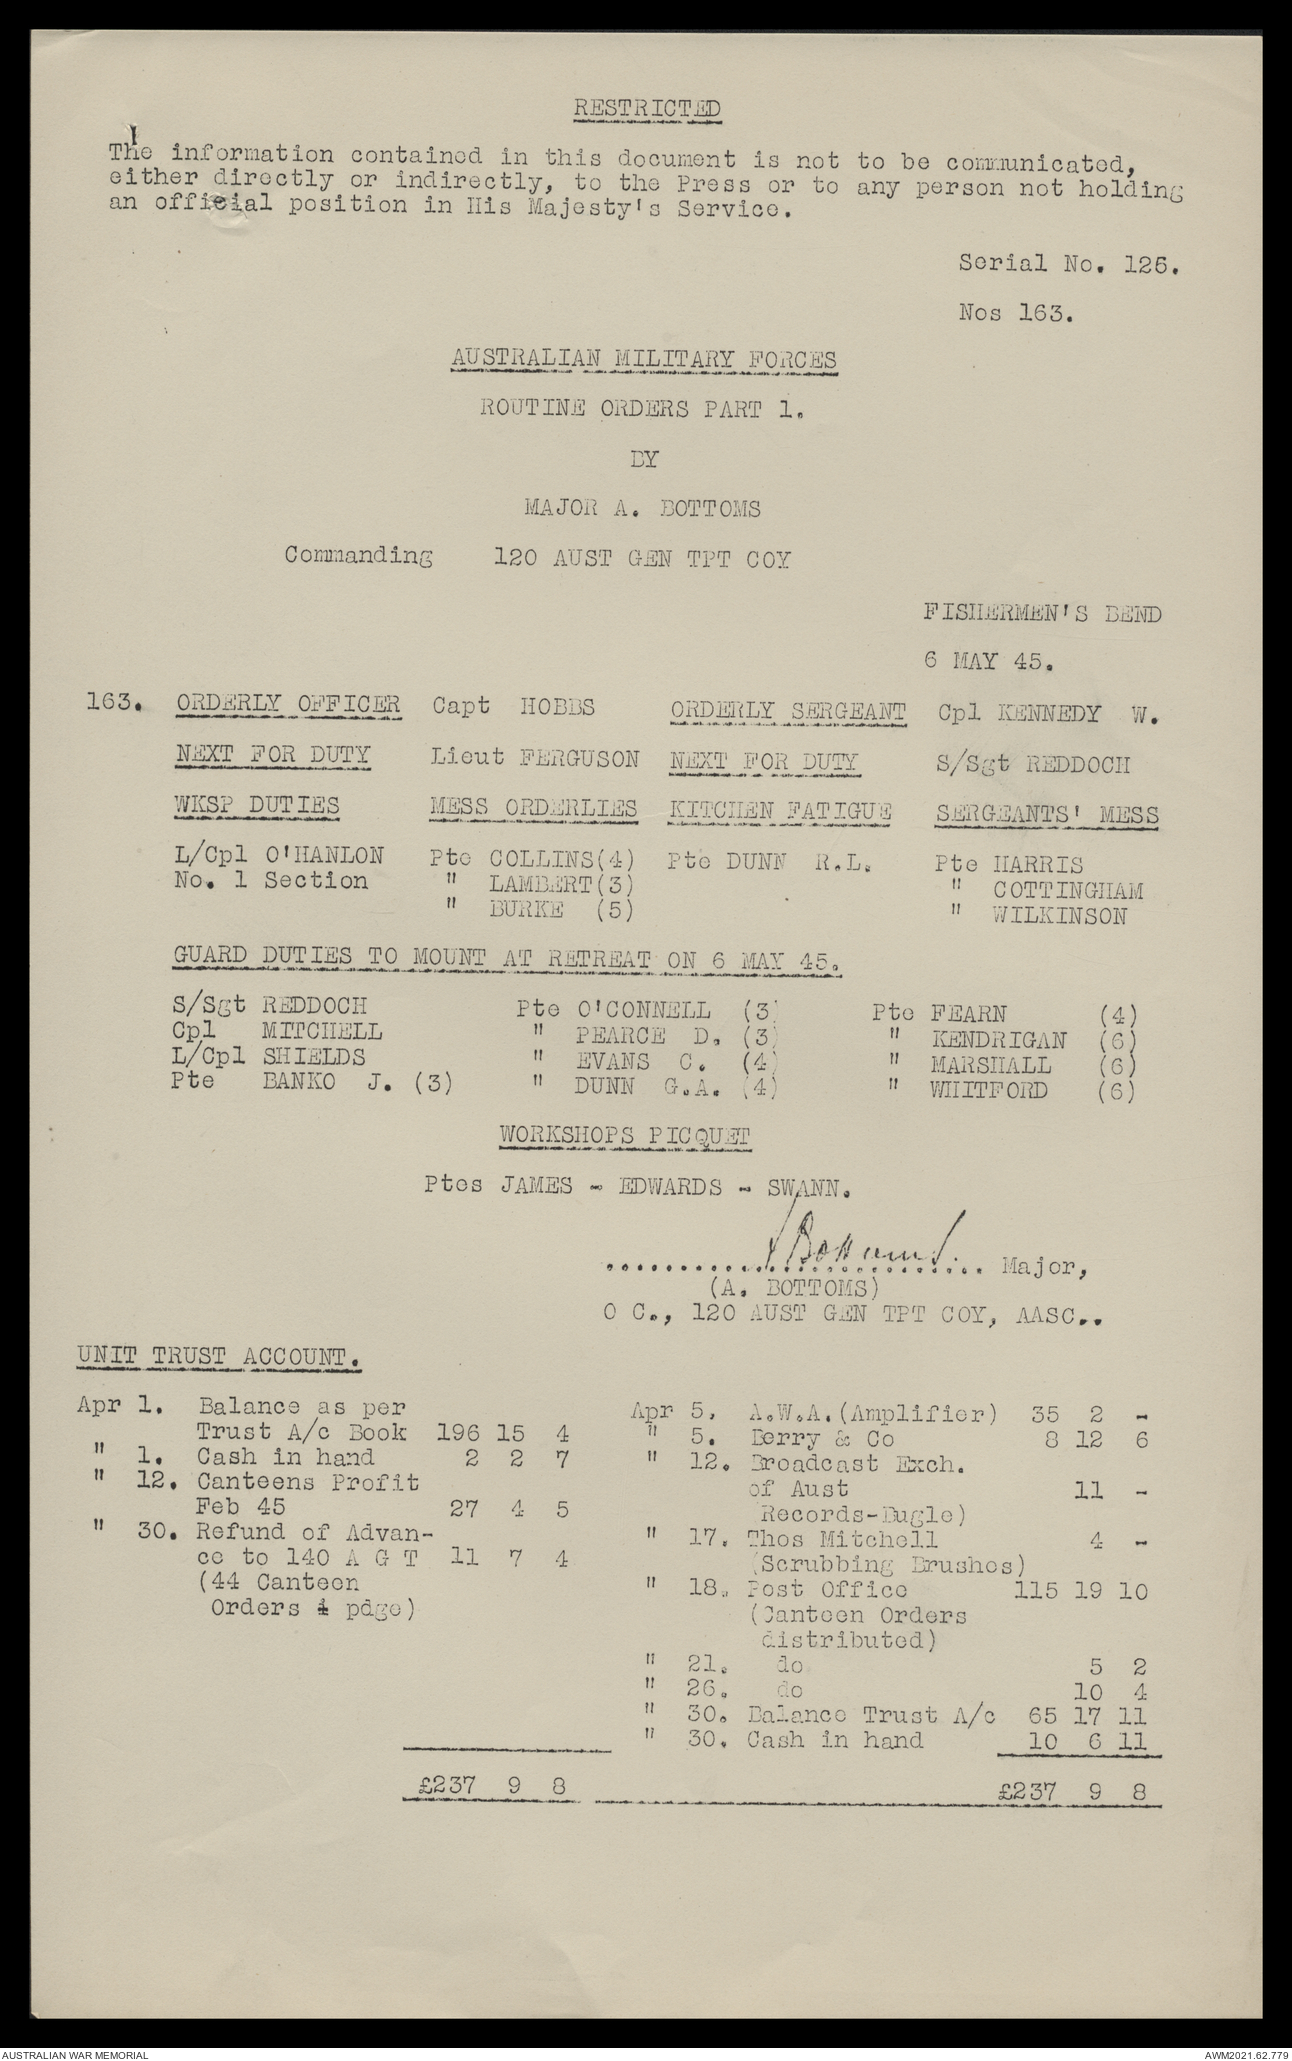 RESTRICTED
The information contained in this document is not to be communicated,
either directly or indirectly, to the Press or to any person not holding
an official position in His Majesty's Service.
Serial No. 126.
Nos 163.
AUSTRALIAN MILITARY FORCES
ROUTINE ORDERS PART 1.
BY
MAJOR A. BOTTOMS
Commanding 120 AUST GEN TPT COY
FISHERMEN'S BEND
6 MAY 45.
163. ORDERLY OFFICER Capt HOBBS ORDERLY SERGEANT Cpl KENNEDY W.
NEXT FOR DUTY Lieut FERGUSON NEXT FOR DUTY S/Sgt REDDOCH
WKSP DUTIES MESS ORDERLIES KITCHEN FATIGUE SERGEANTS' MESS
L/Cpl O'HANLON Pte COLLINS(4) Pte DUNN R.L. Pte HARRIS
No. 1 Section " LAMBERT(3) " COTTINGHAM
" BURKE (5) " WILKINSON
GUARD DUTIES TO MOUNT AT RETREAT ON 6 MAY 45.
S/Sgt REDDOCH Pte O'CONNELL (3) Pte FEARN (4)
Cpl MITCHELL " PEARCE D. (3) " KENDRIGAN (6)
L/Cpl SHIELDS " EVANS C. (4) " MARSHALL (6)
Pte BANKO J. (3) " DUNN G.A. (4) " WHITFORD (6)
WORKSHOPS PICQUET
Ptes JAMES - EDWARDS - SWANN.
ABottoms Major,
(A. BOTTOMS)
O C., 120 AUST GEN TPT COY, AASC..
UNIT TRUST ACCOUNT.
Apr 1. Balance as per Apr 5. A.W.A.(Amplifier) 35 2 -
Trust A/c Book 196 15 4 " 5. Berry & Co 8 12 6
" 1. Cash in hand 2 2 7 " 12. Broadcast Exch.
" 12. Canteens Profit of Aust 11 -
Feb 45 27 4 5 Records-Bugle)
" 30. Refund of Advan- " 17. Thos Mitchell 4 -
ce to 140 A G T 11 7 4 (Scrubbing Brushes)
(44 Canteen " 18. Post Office 115 19 10
Orders & pdge) (Canteen Orders
distributed)
" 21. do 5 2
" 26. do 10 4
" 30. Balance Trust A/c 65 17 11
" 30. Cash in hand 10 6 11
£237 9 8 £237 9 8
AUSTRALIAN WAR MEMORIAL AWM2021.62.779